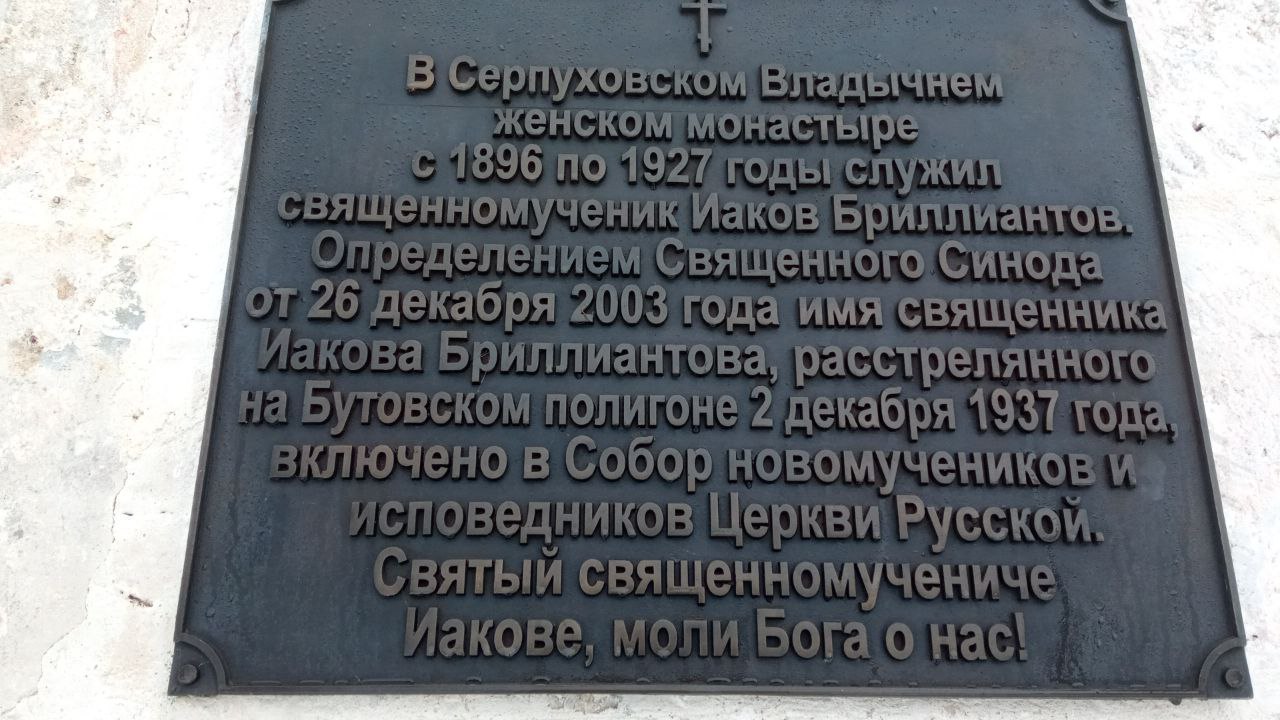 В Серпуховском Владычнем
женском монастыре
с 1896 по 1927 годы служил
священномученик Иаков Бриллиантов.
Определением Священного Синода
от 26 декабря 2003 года имя священника
Иакова Бриллиантова, расстрелянного
на Бутовском полигоне 2 декабря 1937 года,
включено в Собор новомучеников и
исповедников Церкви Русской.
Святый священномучениче
Иакове, моли Бога о нас!